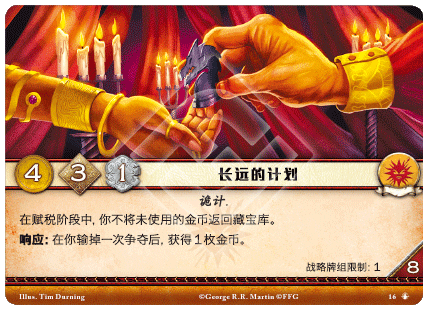 4 3 1 长远的计划
诡计.
在赋税阶段中, 你不将未使用的金币返回藏宝库。
响应: 在你输掉一次争夺后, 获得 1 枚金币。
战略牌组限制: 1
8
Illus. Tim Durning ©George R.R. Martin ©FFG 16